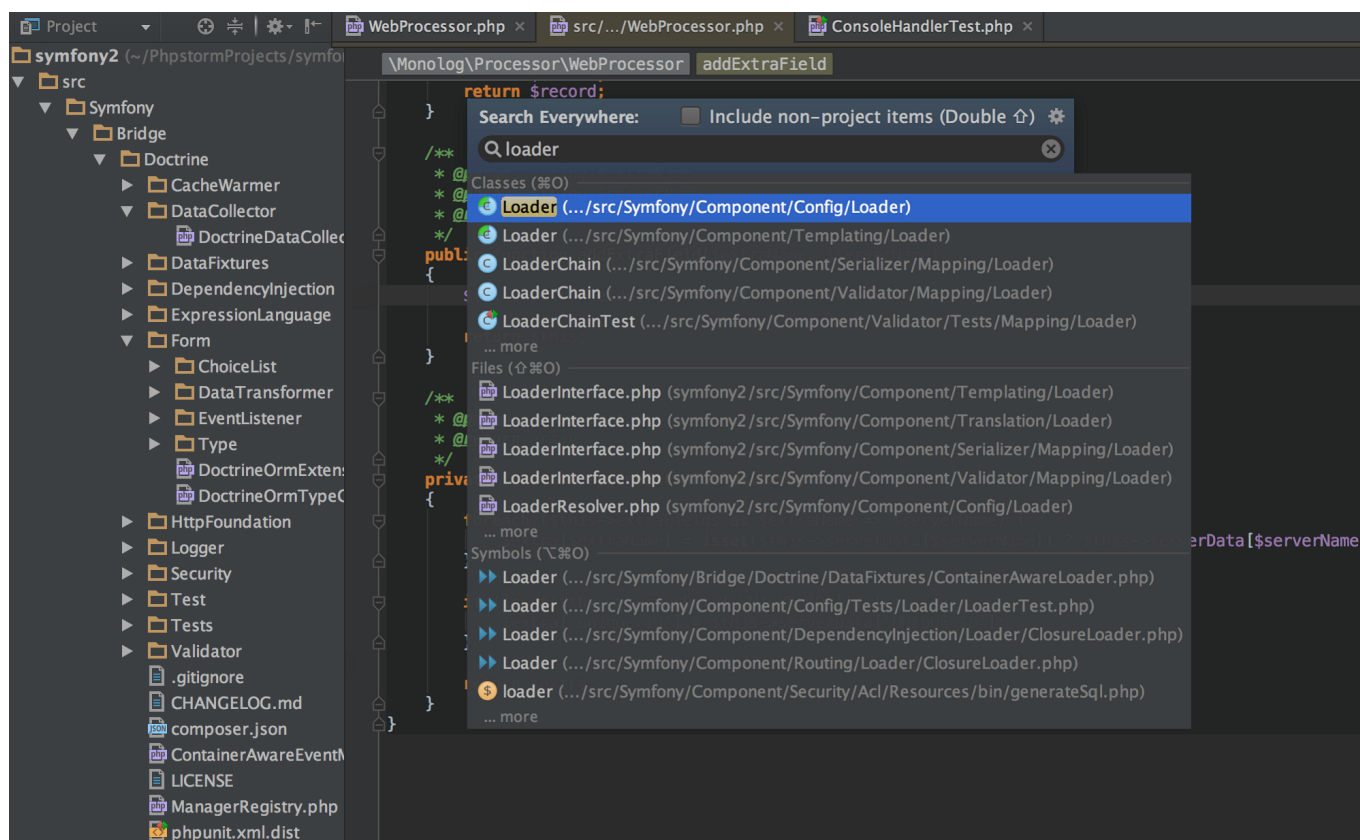 Project
WebProcessor.php
src/.../WebProcessor.php
ConsoleHandlerTest.php
symfony2 (~/PhpstormProjects/symfo
src
Symfony
Bridge
Doctrine
CacheWarmer
DataCollector
DoctrineDataCollec
DataFixtures
DependencyInjection
ExpressionLanguage
Form
ChoiceList
DataTransformer
EventListener
Type
DoctrineOrmExtens
DoctrineOrmTypeG
HttpFoundation
Logger
Security
Test
Tests
Validator
.gitignore
CHANGELOG.md
composer.json
ContainerAwareEventM
LICENSE
ManagerRegistry.php
phpunit.xml.dist
\Monolog\Processor\WebProcessor addExtraField
return $record;
}
/**
* @
* @
* @
*/
publ
{
$
}
/**
* @
* @
*/
priva
{
erData[$serverName
}
}
Search Everywhere: Include non-project items (Double ⇧)
loader
Classes (⌘O)
Loader (.../src/Symfony/Component/Config/Loader)
Loader (.../src/Symfony/Component/Templating/Loader)
LoaderChain (.../src/Symfony/Component/Serializer/Mapping/Loader)
LoaderChain (.../src/Symfony/Component/Validator/Mapping/Loader)
LoaderChainTest (.../src/Symfony/Component/Validator/Tests/Mapping/Loader)
... more
Files (⇧⌘O)
LoaderInterface.php (symfony2/src/Symfony/Component/Templating/Loader)
LoaderInterface.php (symfony2/src/Symfony/Component/Translation/Loader)
LoaderInterface.php (symfony2/src/Symfony/Component/Serializer/Mapping/Loader)
LoaderInterface.php (symfony2/src/Symfony/Component/Validator/Mapping/Loader)
LoaderResolver.php (symfony2/src/Symfony/Component/Config/Loader)
... more
Symbols (⌥⌘O)
Loader (.../src/Symfony/Bridge/Doctrine/DataFixtures/ContainerAwareLoader.php)
Loader (.../src/Symfony/Component/Config/Tests/Loader/LoaderTest.php)
Loader (.../src/Symfony/Component/DependencyInjection/Loader/ClosureLoader.php)
Loader (.../src/Symfony/Component/Routing/Loader/ClosureLoader.php)
loader (.../src/Symfony/Component/Security/Acl/Resources/bin/generateSql.php)
... more